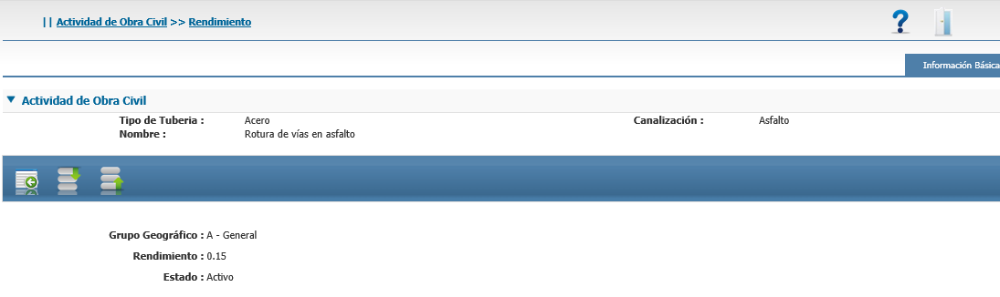 || Actividad de Obra Civil >> Rendimiento
Información Básica
Actividad de Obra Civil
Tipo de Tuberia : Acero Canalización : Asfalto
Nombre : Rotura de vías en asfalto
Grupo Geográfico : A - General
Rendimiento : 0.15
Estado : Activo